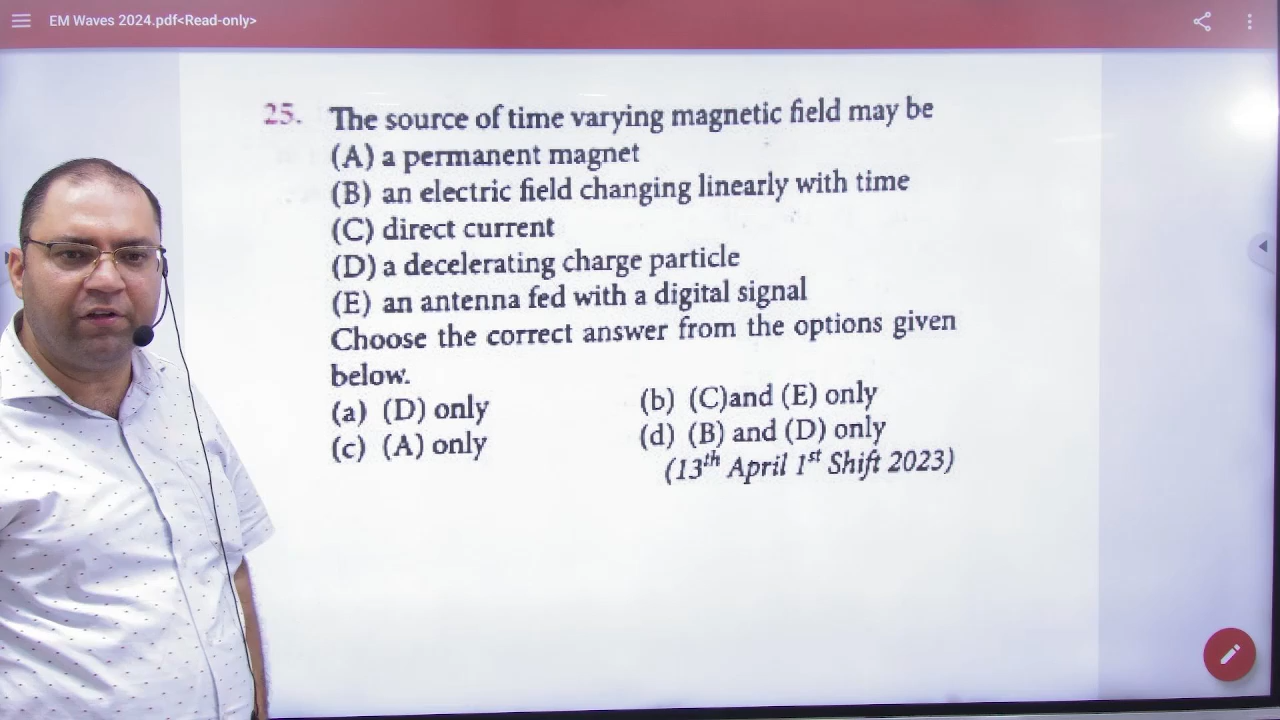 EM Waves 2024.pdf<Read-only>
25. The source of time varying magnetic field may be
(A) a permanent magnet
(B) an electric field changing linearly with time
(C) direct current
(D) a decelerating charge particle
(E) an antenna fed with a digital signal
Choose the correct answer from the options given
below.
(a) (D) only (b) (C)and (E) only
(c) (A) only (d) (B) and (D) only
(13th April 1st Shift 2023)